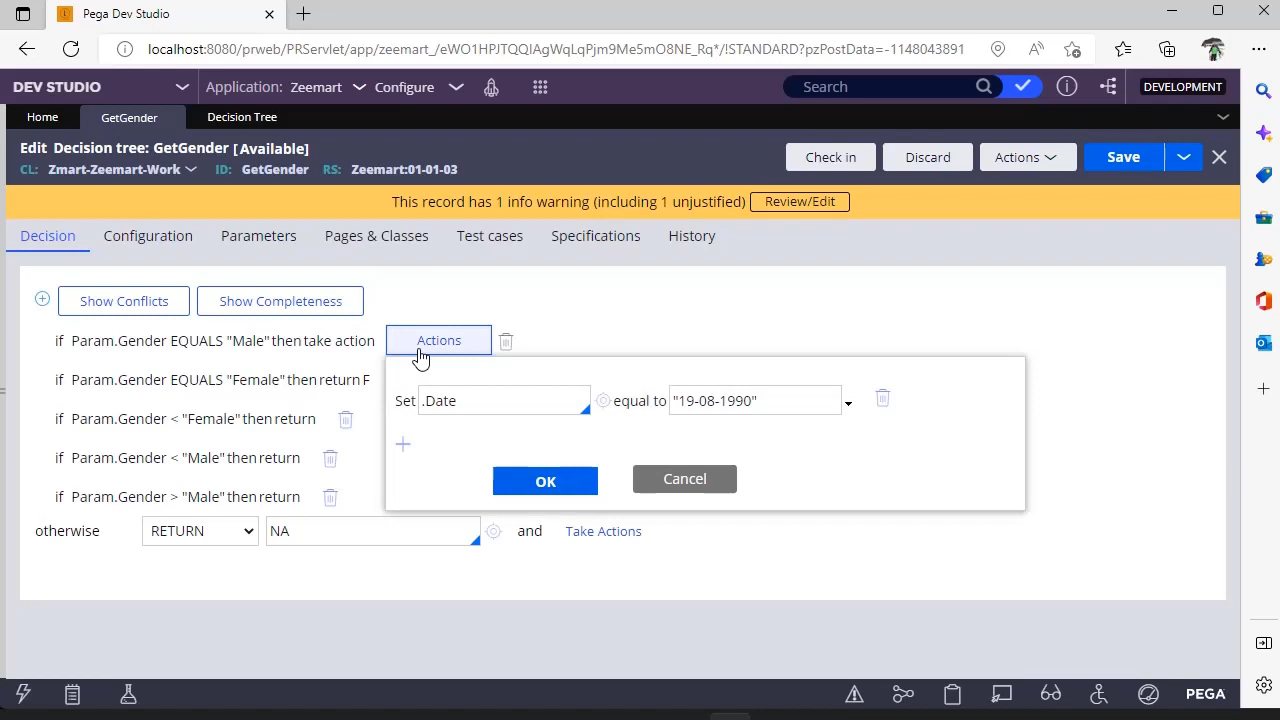 Pega Dev Studio
localhost:8080/prweb/PRServlet/app/zeemart_/eWO1HPJTQQIAgWqLqPjm9Me5mO8NE_Rq*/!STANDARD?pzPostData=-1148043891
DEV STUDIO Application: Zeemart Configure Search DEVELOPMENT
Home GetGender Decision Tree
Edit Decision tree: GetGender [Available]
CL: Zmart-Zeemart-Work ID: GetGender RS: Zeemart:01-01-03
Check in Discard Actions Save
This record has 1 info warning (including 1 unjustified) Review/Edit
Decision Configuration Parameters Pages & Classes Test cases Specifications History
Show Conflicts Show Completeness
if Param.Gender EQUALS "Male" then take action Actions
if Param.Gender EQUALS "Female" then return F
Set .Date equal to "19-08-1990"
if Param.Gender < "Female" then return
if Param.Gender < "Male" then return
OK Cancel
if Param.Gender > "Male" then return
otherwise RETURN NA and Take Actions
PEGA